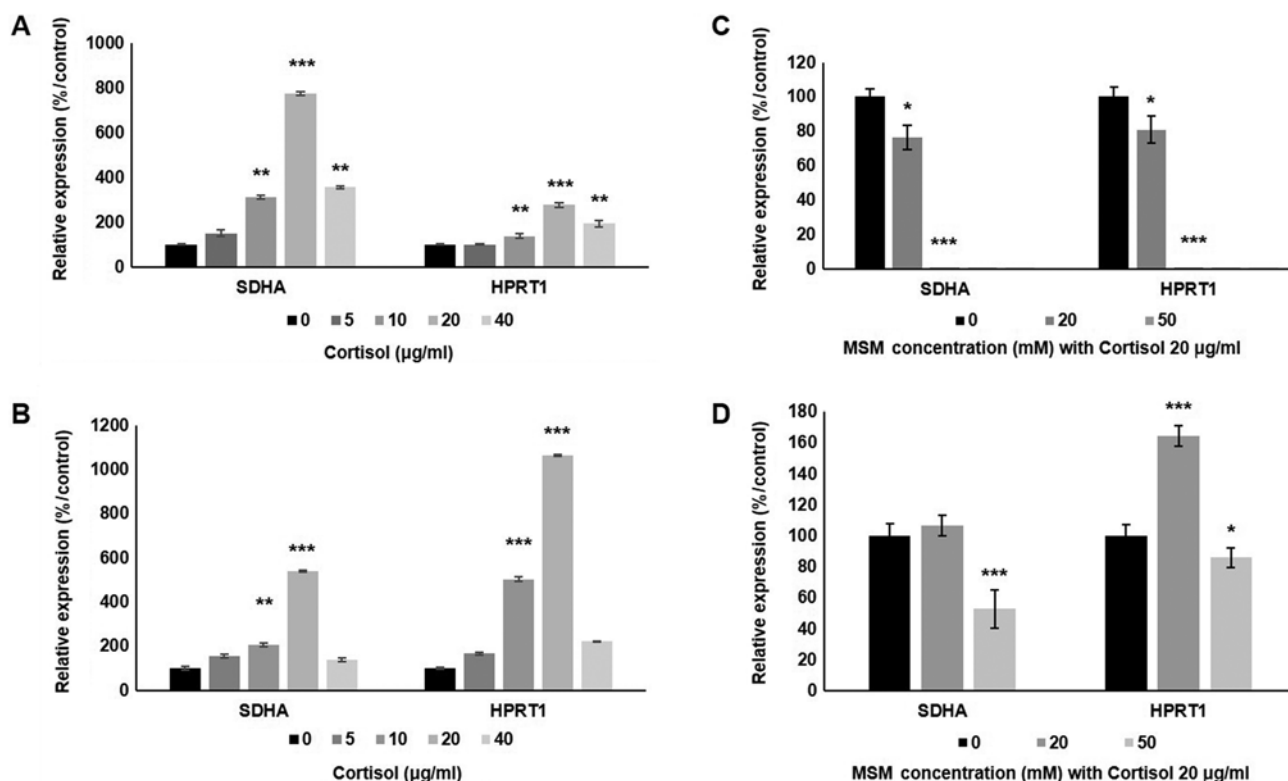 A
Relative expression (%/control)
1000
800
600
400
200
0
**
***
**
**
***
**
SDHA
HPRT1
0 5 10 20 40
Cortisol (µg/ml)
B
Relative expression (%/control)
1200
1000
800
600
400
200
0
**
***
***
***
SDHA
HPRT1
0 5 10 20 40
Cortisol (µg/ml)
C
Relative expression (%/control)
120
100
80
60
40
20
0
*
***
*
***
SDHA
HPRT1
0 20 50
MSM concentration (mM) with Cortisol 20 µg/ml
D
Relative expression (%/control)
180
160
140
120
100
80
60
40
20
0
***
***
*
SDHA
HPRT1
0 20 50
MSM concentration (mM) with Cortisol 20 µg/ml